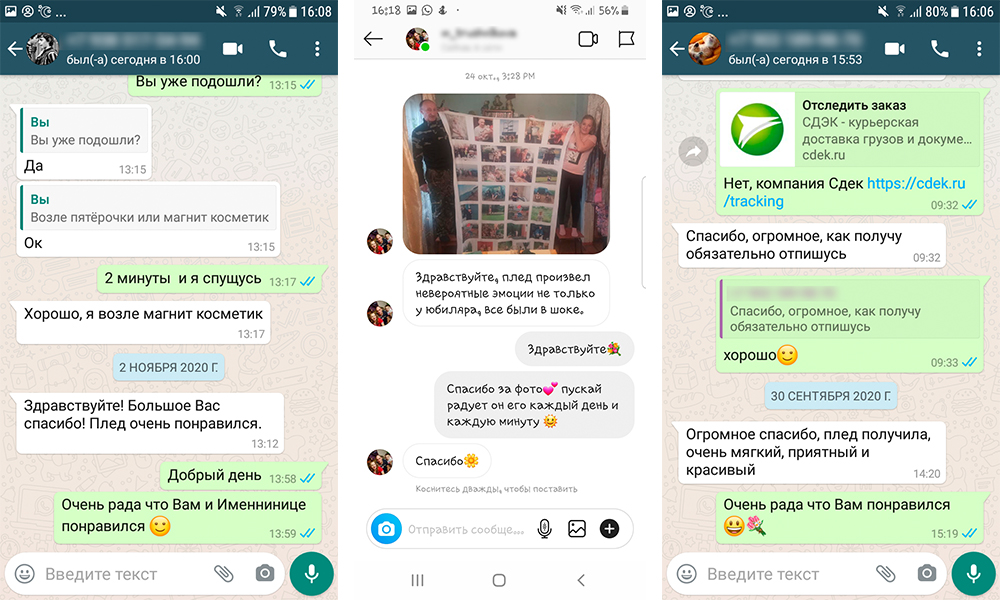 79% 16:08
был(-а) сегодня в 16:00
Вы уже подошли? 13:15
Вы
Вы уже подошли?
Да 13:15
Вы
Возле пятёрочки или магнит косметик
Ок 13:15
2 минуты и я спущусь 13:17
Хорошо, я возле магнит косметик
13:17
2 НОЯБРЯ 2020 Г.
Здравствуйте! Большое Вас
спасибо! Плед очень понравился.
13:12
Добрый день 13:58
Очень рада что Вам и Именнинице
понравился 13:59
Введите текст
16:18 56%
24 окт., 3:28 PM
Здравствуйте, плед произвел
невероятные эмоции не только
у юбиляра, все были в шоке.
Здравствуйте
Спасибо за фото пускай
радует он его каждый день и
каждую минуту
Спасибо
Коснитесь дважды, чтобы поставить
Отправить сообще...
80% 16:06
был(-а) сегодня в 15:53
Отследить заказ
СДЭК - курьерская
доставка грузов и докуме...
cdek.ru
Нет, компания Сдек https://cdek.ru
/tracking 09:32
Спасибо, огромное, как получу
обязательно отпишусь 09:32
Спасибо, огромное, как получу
обязательно отпишусь
хорошо 09:33
30 СЕНТЯБРЯ 2020 Г.
Огромное спасибо, плед получила,
очень мягкий, приятный и
красивый 14:20
Очень рада что Вам понравился
15:19
Введите текст